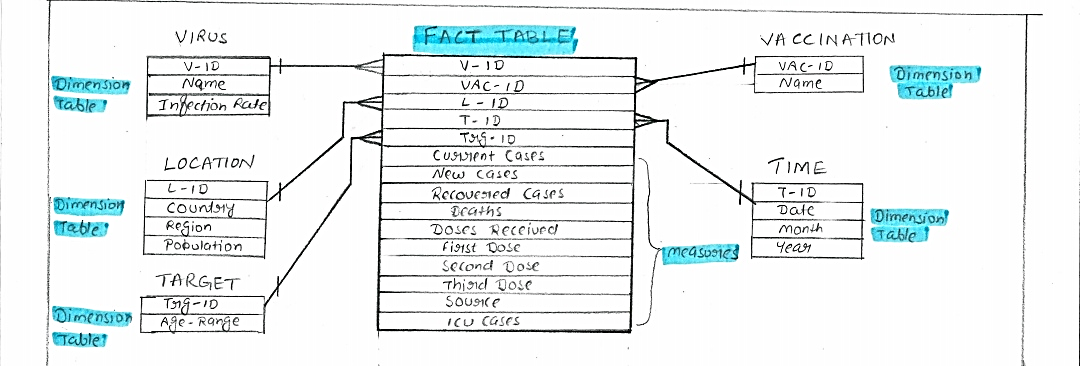 VIRUS
V-ID
Name
Infection Rate
Dimension
Table
LOCATION
L-ID
Country
Region
Population
Dimension
Table
TARGET
Trg-ID
Age-Range
Dimension
Table
FACT TABLE
V-ID
VAC-ID
L-ID
T-ID
Trg-ID
Current Cases
New Cases
Recovered Cases
Deaths
Doses Received
First Dose
Second Dose
Third Dose
Source
ICU Cases
measures
VACCINATION
VAC-ID
Name
Dimension
Table
TIME
T-ID
Date
Month
Year
Dimension
Table